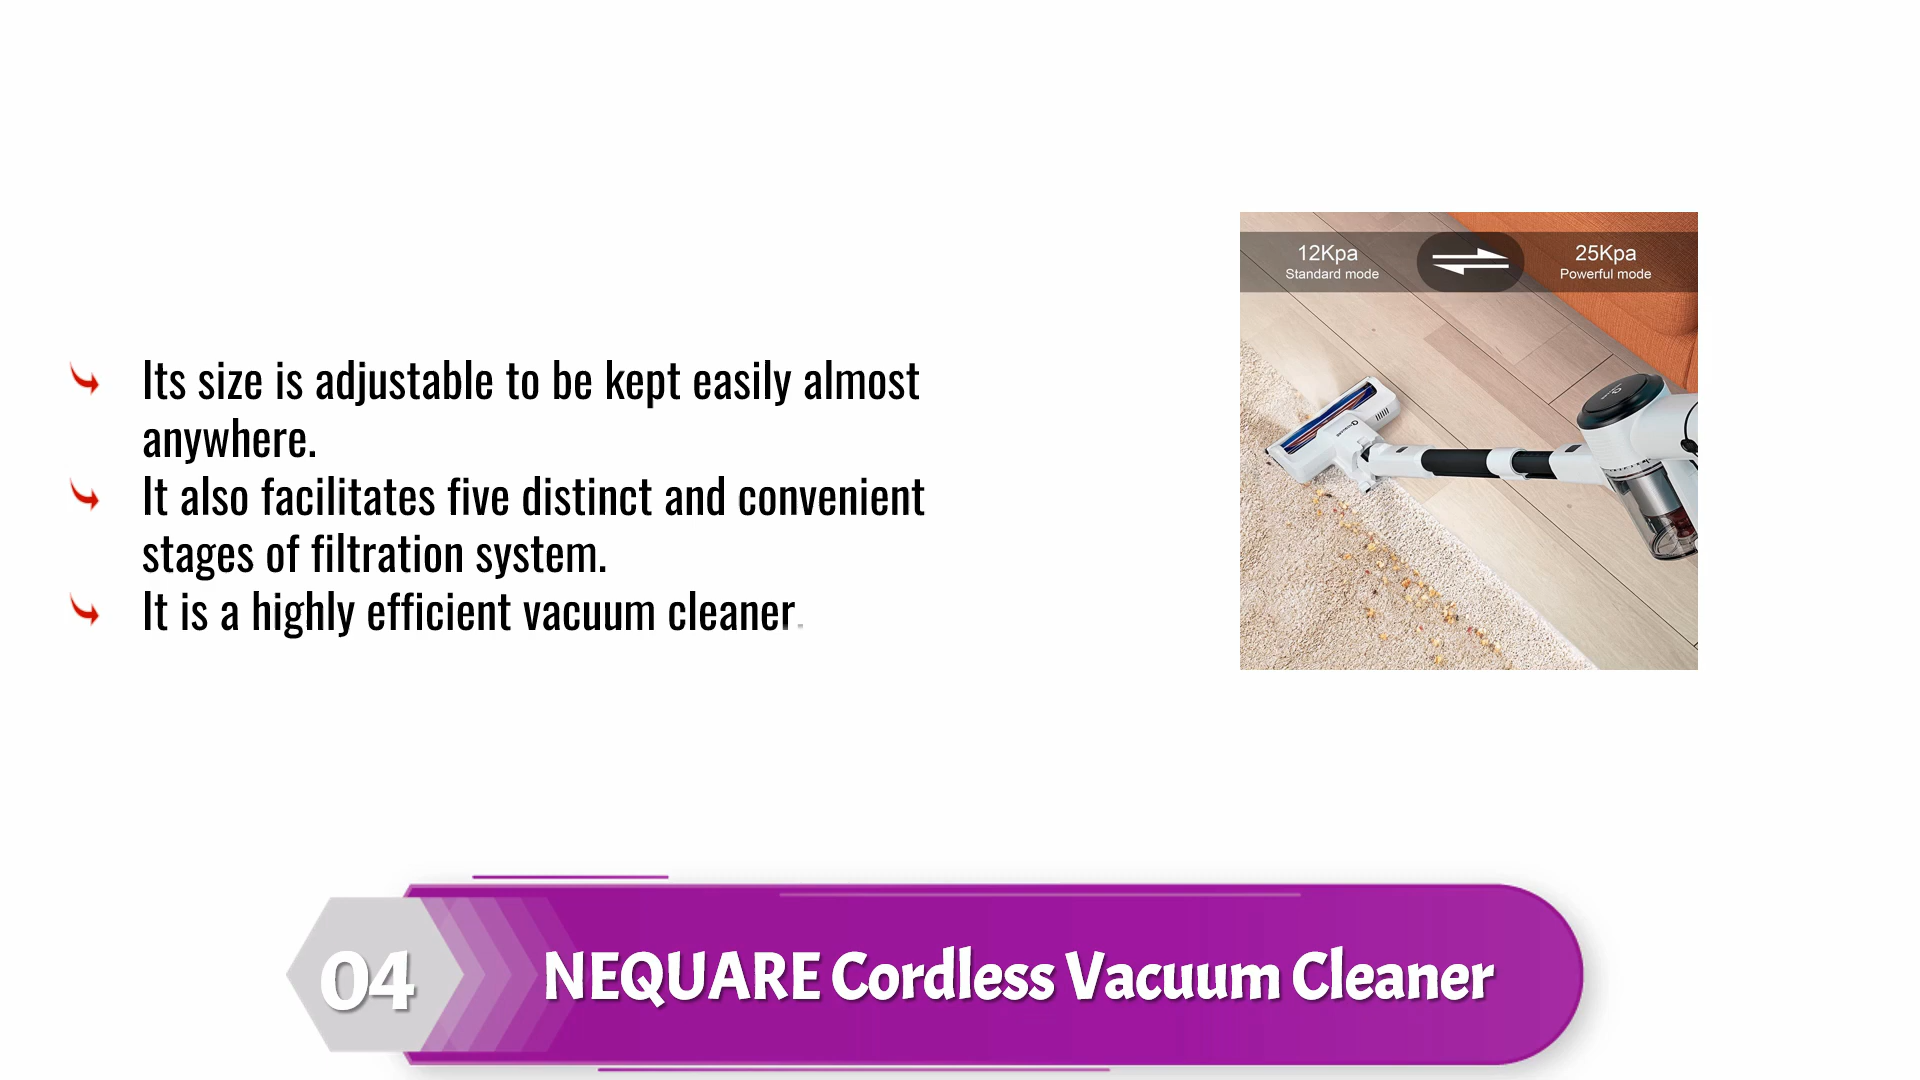 12Kpa
Standard mode
25Kpa
Powerful mode
Its size is adjustable to be kept easily almost
anywhere.
It also facilitates five distinct and convenient
stages of filtration system.
It is a highly efficient vacuum cleaner.
04
NEQUARE Cordless Vacuum Cleaner